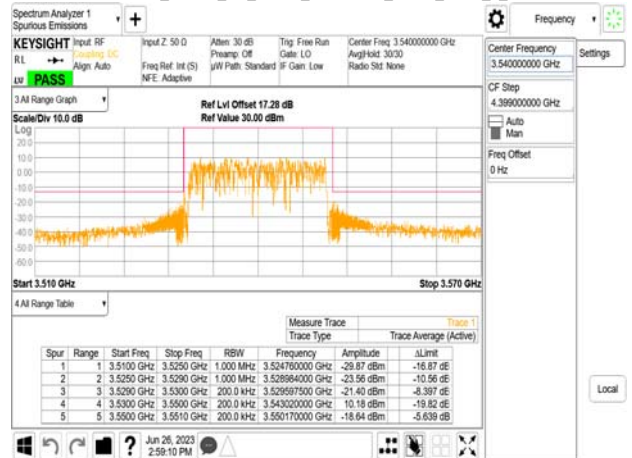 Spectrum Analyzer 1
Spurious Emissions
Frequency
KEYSIGHT
RL
LU
PASS
Input: RF
Coupling: DC
Align: Auto
Input Z: 50 Ω
Freq Ref: Int (S)
NFE: Adaptive
Atten: 30 dB
Preamp: Off
µW Path: Standard
Trig: Free Run
Gate: LO
IF Gain: Low
Center Freq: 3.540000000 GHz
Avg|Hold: 30/30
Radio Std: None
Center Frequency
3.540000000 GHz
Settings
CF Step
4.399000000 GHz
Auto
Man
Freq Offset
0 Hz
3 All Range Graph
Scale/Div 10.0 dB
Ref Lvl Offset 17.28 dB
Ref Value 30.00 dBm
Log
20.0
10.0
0.00
-10.0
-20.0
-30.0
-40.0
-50.0
-60.0
Start 3.510 GHz
Stop 3.570 GHz
4 All Range Table
Measure Trace Trace 1
Trace Type Trace Average (Active)
Spur Range Start Freq Stop Freq RBW Frequency Amplitude ΔLimit
1 1 3.5100 GHz 3.5250 GHz 1.000 MHz 3.524760000 GHz -29.87 dBm -16.87 dB
2 2 3.5250 GHz 3.5290 GHz 1.000 MHz 3.528984000 GHz -23.56 dBm -10.56 dB
3 3 3.5290 GHz 3.5300 GHz 200.0 kHz 3.529597500 GHz -21.40 dBm -8.397 dB
4 4 3.5300 GHz 3.5500 GHz 200.0 kHz 3.543020000 GHz 10.18 dBm -19.82 dB
5 5 3.5500 GHz 3.5510 GHz 200.0 kHz 3.550170000 GHz -18.64 dBm -5.639 dB
Local
Jun 26, 2023
2:59:10 PM